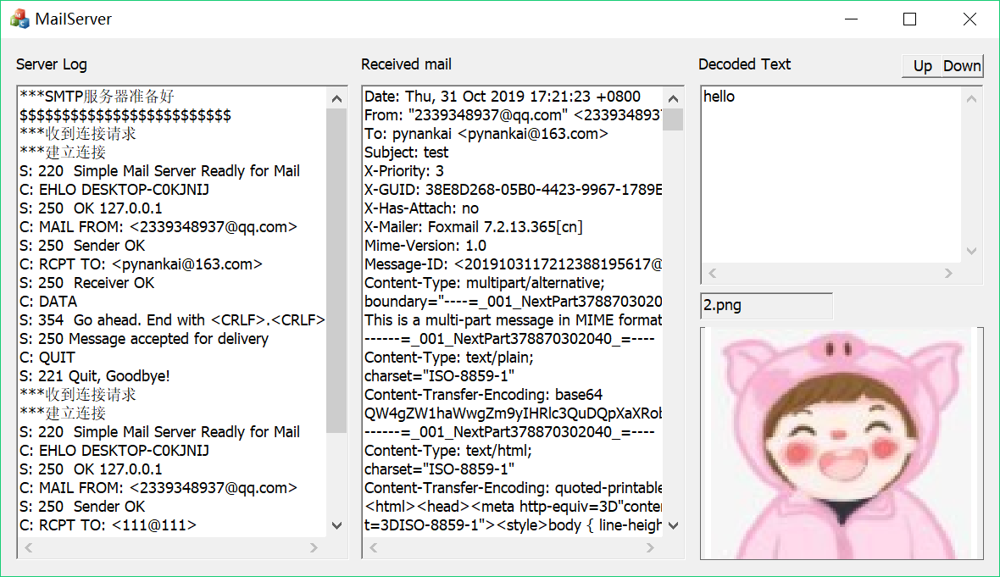 MailServer
Server Log
***SMTP服务器准备好
$$$$$$$$$$$$$$$$$$$$$$$$$
***收到连接请求
***建立连接
S: 220  Simple Mail Server Readly for Mail
C: EHLO DESKTOP-C0KJNIJ
S: 250  OK 127.0.0.1
C: MAIL FROM: <2339348937@qq.com>
S: 250  Sender OK
C: RCPT TO: <pynankai@163.com>
S: 250  Receiver OK
C: DATA
S: 354  Go ahead. End with <CRLF>.<CRLF>
S: 250 Message accepted for delivery
C: QUIT
S: 221 Quit, Goodbye!
***收到连接请求
***建立连接
S: 220  Simple Mail Server Readly for Mail
C: EHLO DESKTOP-C0KJNIJ
S: 250  OK 127.0.0.1
C: MAIL FROM: <2339348937@qq.com>
S: 250  Sender OK
C: RCPT TO: <111@111>
Received mail
Date: Thu, 31 Oct 2019 17:21:23 +0800
From: "2339348937@qq.com" <233934893
To: pynankai <pynankai@163.com>
Subject: test
X-Priority: 3
X-GUID: 38E8D268-05B0-4423-9967-1789E
X-Has-Attach: no
X-Mailer: Foxmail 7.2.13.365[cn]
Mime-Version: 1.0
Message-ID: <2019103117212388195617@
Content-Type: multipart/alternative;
boundary="----=_001_NextPart3788703020
This is a multi-part message in MIME format
------=_001_NextPart378870302040_=----
Content-Type: text/plain;
charset="ISO-8859-1"
Content-Transfer-Encoding: base64
QW4gZW1haWwgZm9yIHRlc3QuDQpXaXRo
------=_001_NextPart378870302040_=----
Content-Type: text/html;
charset="ISO-8859-1"
Content-Transfer-Encoding: quoted-printable
<html><head><meta http-equiv=3D"conten
t=3DISO-8859-1"><style>body { line-heigh
Decoded Text
Up
Down
hello
2.png